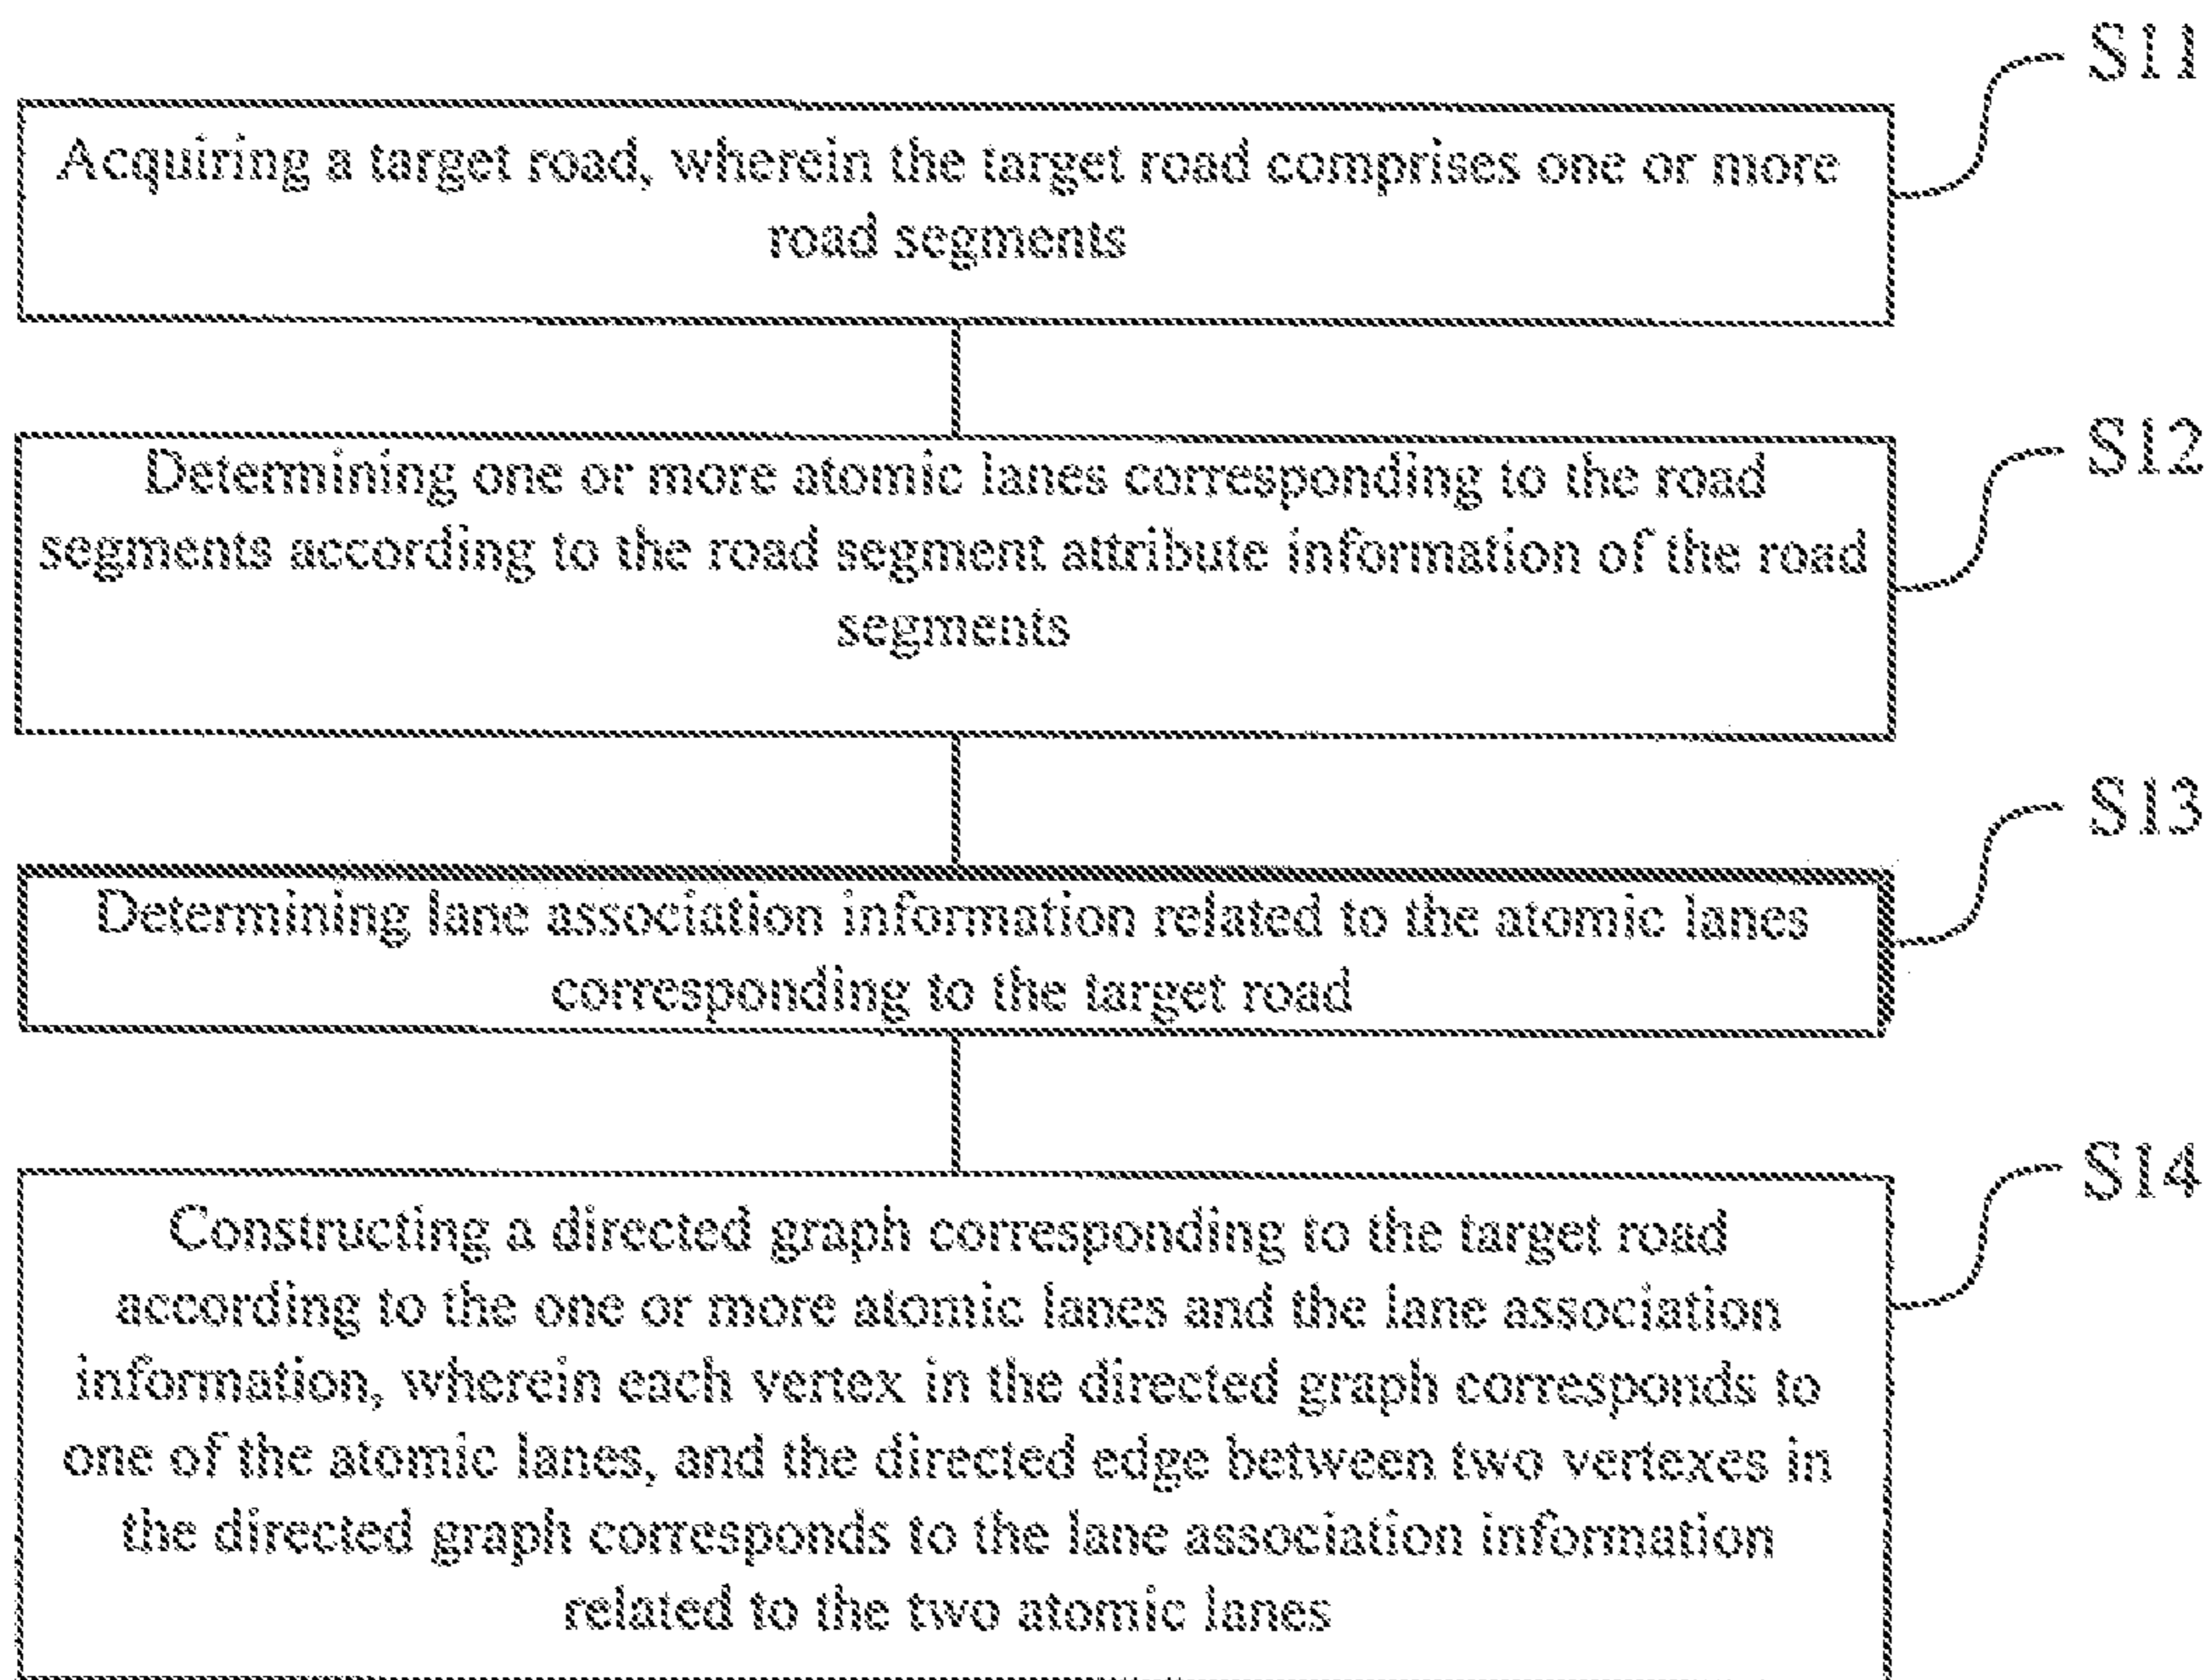 S11
Acquiring a target road, wherein the target road comprises one or more
road segments
S12
Determining one or more atomic lanes corresponding to the road
segments according to the road segment attribute information of the road
segments
S13
Determining lane association information related to the atomic lanes
corresponding to the target road
S14
Constructing a directed graph corresponding to the target road
according to the one or more atomic lanes and the lane association
information, wherein each vertex in the directed graph corresponds to
one of the atomic lanes, and the directed edge between two vertexes in
the directed graph corresponds to the lane association information
related to the two atomic lanes